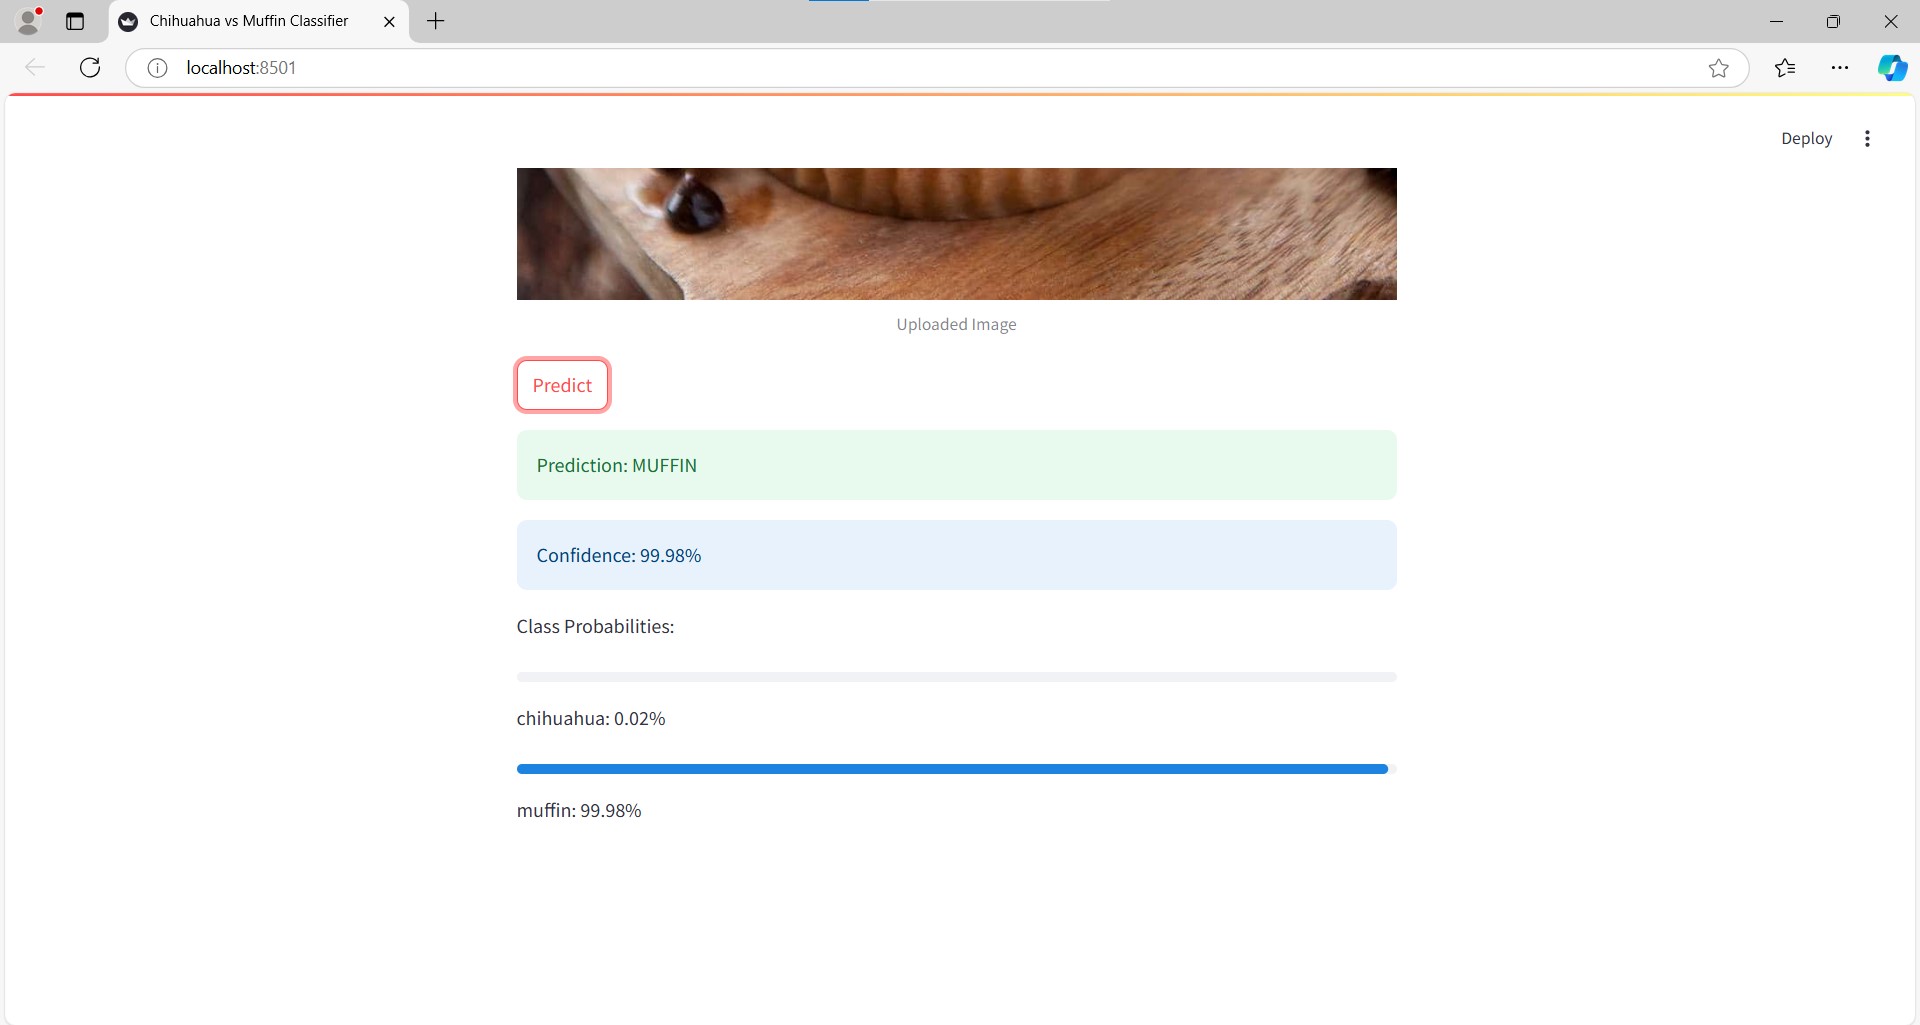 Chihuahua vs Muffin Classifier
localhost:8501
Deploy
Uploaded Image
Predict
Prediction: MUFFIN
Confidence: 99.98%
Class Probabilities:
chihuahua: 0.02%
muffin: 99.98%